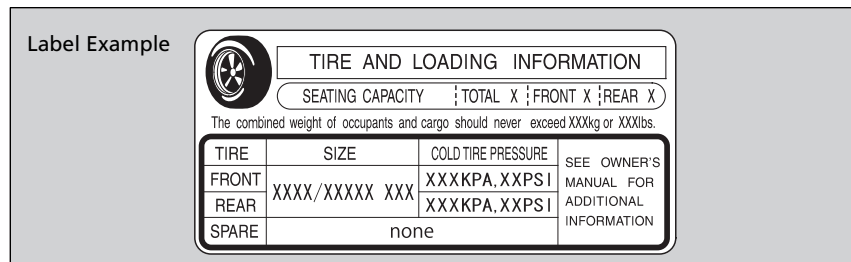 Label Example
TIRE AND LOADING INFORMATION
SEATING CAPACITY TOTAL X FRONT X REAR X
The combined weight of occupants and cargo should never exceed XXXkg or XXXlbs.
TIRE SIZE COLD TIRE PRESSURE
FRONT XXXX/XXXXX XXX XXXKPA,XXPSI
REAR XXXKPA,XXPSI
SPARE none
SEE OWNER'S
MANUAL FOR
ADDITIONAL
INFORMATION